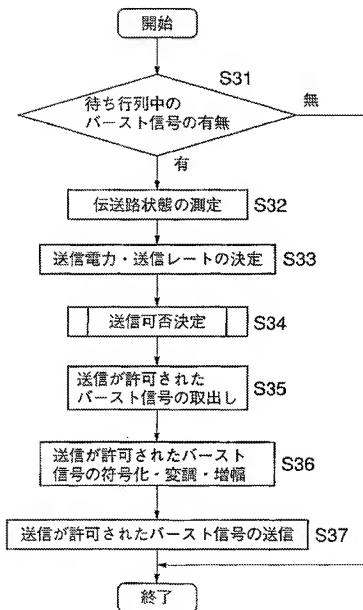 開始
S31
待ち行列中の
バースト信号の有無
無
有
伝送路状態の測定 S32
送信電力・送信レートの決定 S33
送信可否決定 S34
送信が許可された
バースト信号の取出し
S35
送信が許可されたバースト
信号の符号化・変調・増幅
S36
送信が許可されたバースト信号の送信 S37
終了